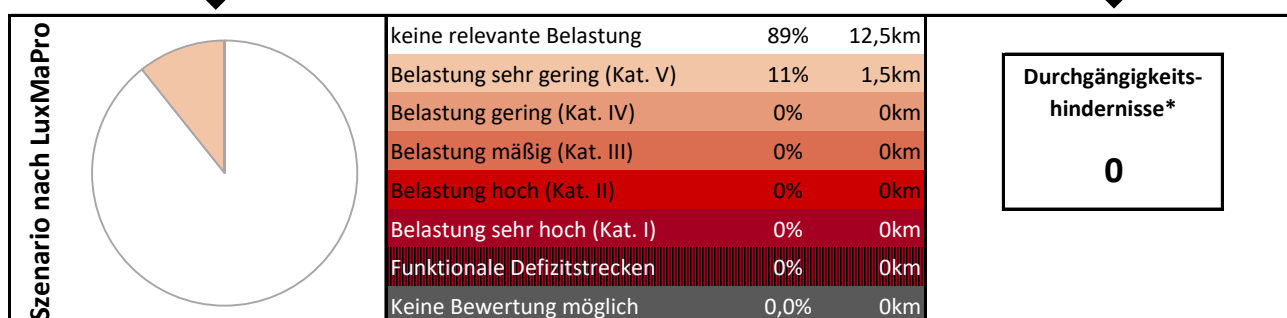 Szenario nach LuxMaPro
keine relevante Belastung 89% 12,5km
Belastung sehr gering (Kat. V) 11% 1,5km
Belastung gering (Kat. IV) 0% 0km
Belastung mäßig (Kat. III) 0% 0km
Belastung hoch (Kat. II) 0% 0km
Belastung sehr hoch (Kat. I) 0% 0km
Funktionale Defizitstrecken 0% 0km
Keine Bewertung möglich 0,0% 0km
Durchgängigkeits-
hindernisse*
0